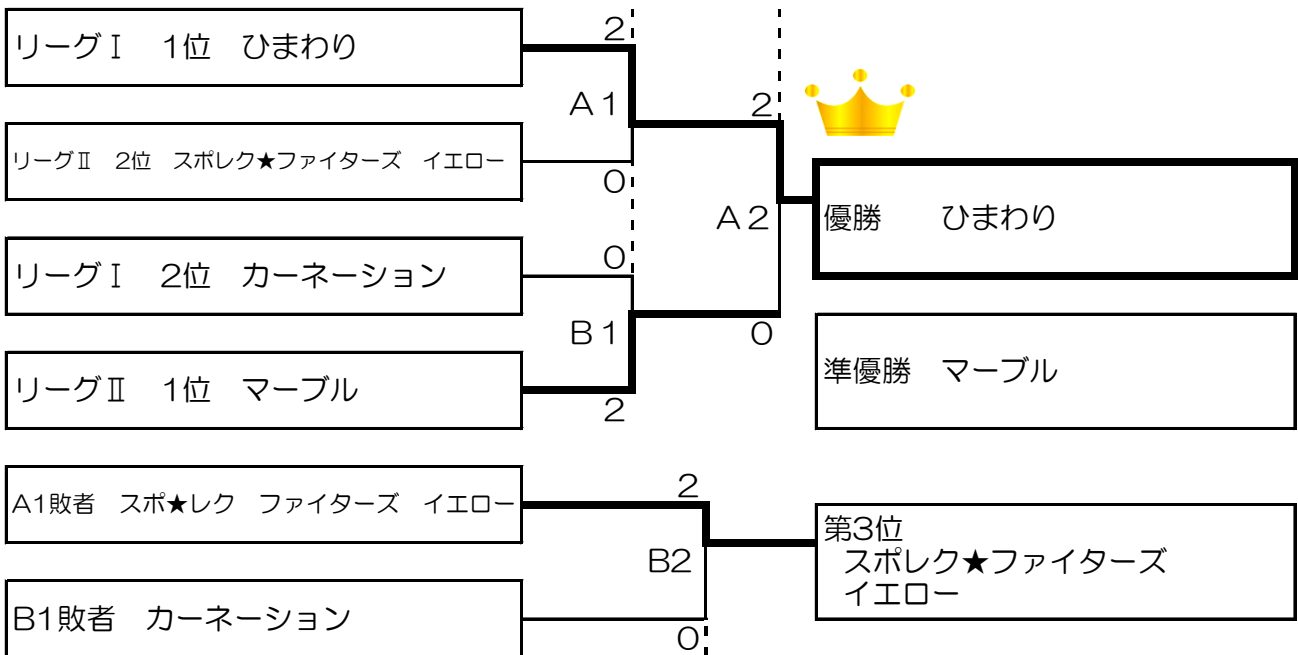 リーグⅠ　1位　ひまわり
2
A1
2
リーグⅡ　2位　スポレク★ファイターズ　イエロー
0
A2
優勝　　ひまわり
リーグⅠ　2位　カーネーション
0
B1
0
準優勝　マーブル
リーグⅡ　1位　マーブル
2
A1敗者　スポ★レク　ファイターズ　イエロー
2
第3位
スポレク★ファイターズ
イエロー
B2
B1敗者　カーネーション
0